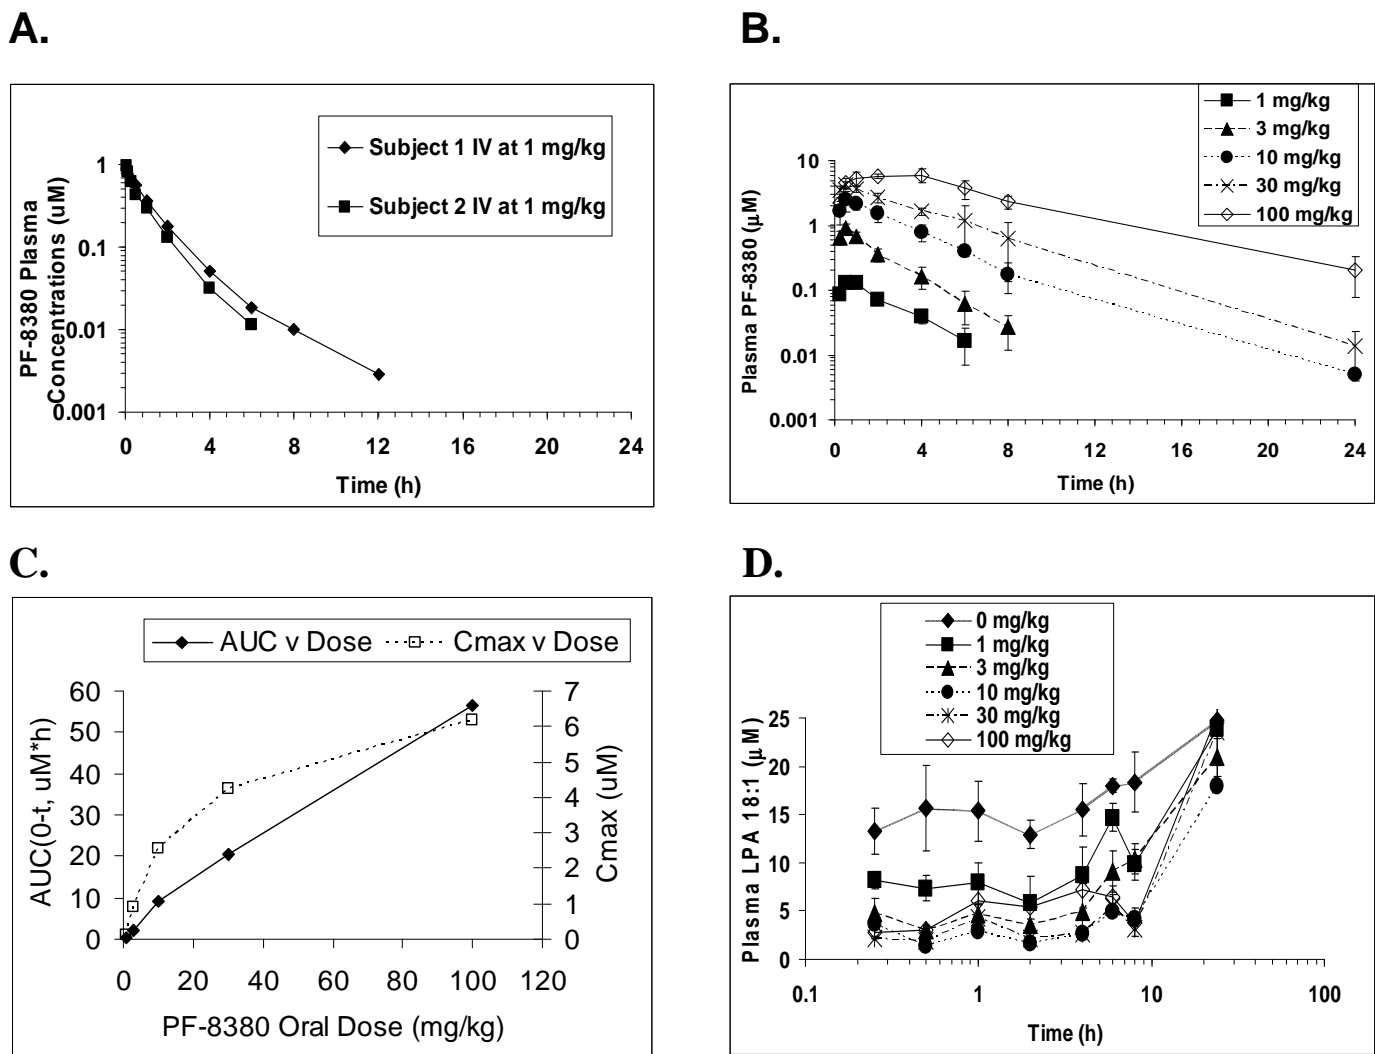 A.
Subject 1 IV at 1 mg/kg
Subject 2 IV at 1 mg/kg
PF-8380 Plasma
Concentrations (uM)
1
0.1
0.01
0.001
0 4 8 12 16 20 24
Time (h)
B.
1 mg/kg
3 mg/kg
10 mg/kg
30 mg/kg
100 mg/kg
Plasma PF-8380 (μM)
10
1
0.1
0.01
0.001
0 4 8 12 16 20 24
Time (h)
C.
AUC v Dose Cmax v Dose
AUC(0-t, uM*h)
60
50
40
30
20
10
0
7
6
5
4
3
2
1
0
Cmax (uM)
0 20 40 60 80 100 120
PF-8380 Oral Dose (mg/kg)
D.
0 mg/kg
1 mg/kg
3 mg/kg
10 mg/kg
30 mg/kg
100 mg/kg
Plasma LPA 18:1 (μM)
25
20
15
10
5
0
0.1 1 10 100
Time (h)